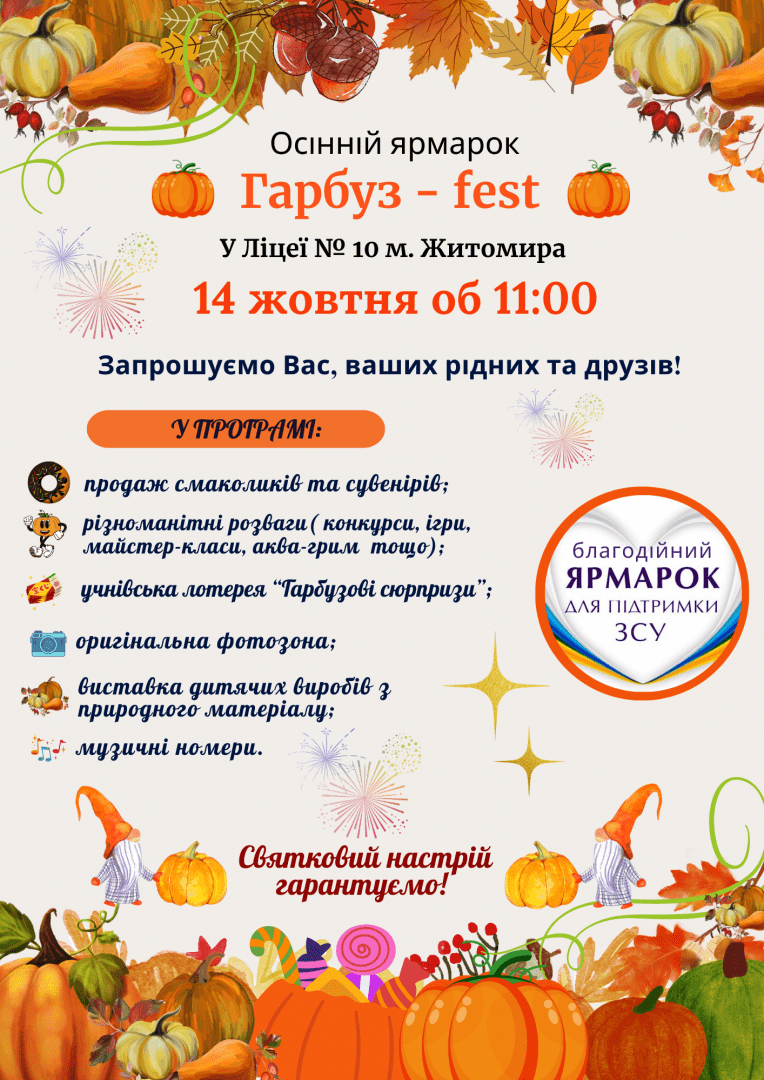 Осінній ярмарок
Гарбуз - fest
У Ліцеї № 10 м. Житомира
14 жовтня об 11:00
Запрошуємо Вас, ваших рідних та друзів!
У ПРОГРАМІ:
продаж смаколиків та сувенірів;
різноманітні розваги( конкурси, ігри,
майстер-класи, аква-грим тощо);
учнівська лотерея “Гарбузові сюрпризи”;
оригінальна фотозона;
виставка дитячих виробів з
природного матеріалу;
музичні номери.
благодійний
ЯРМАРОК
ДЛЯ ПІДТРИМКИ
ЗСУ
Святковий настрій
гарантуємо!